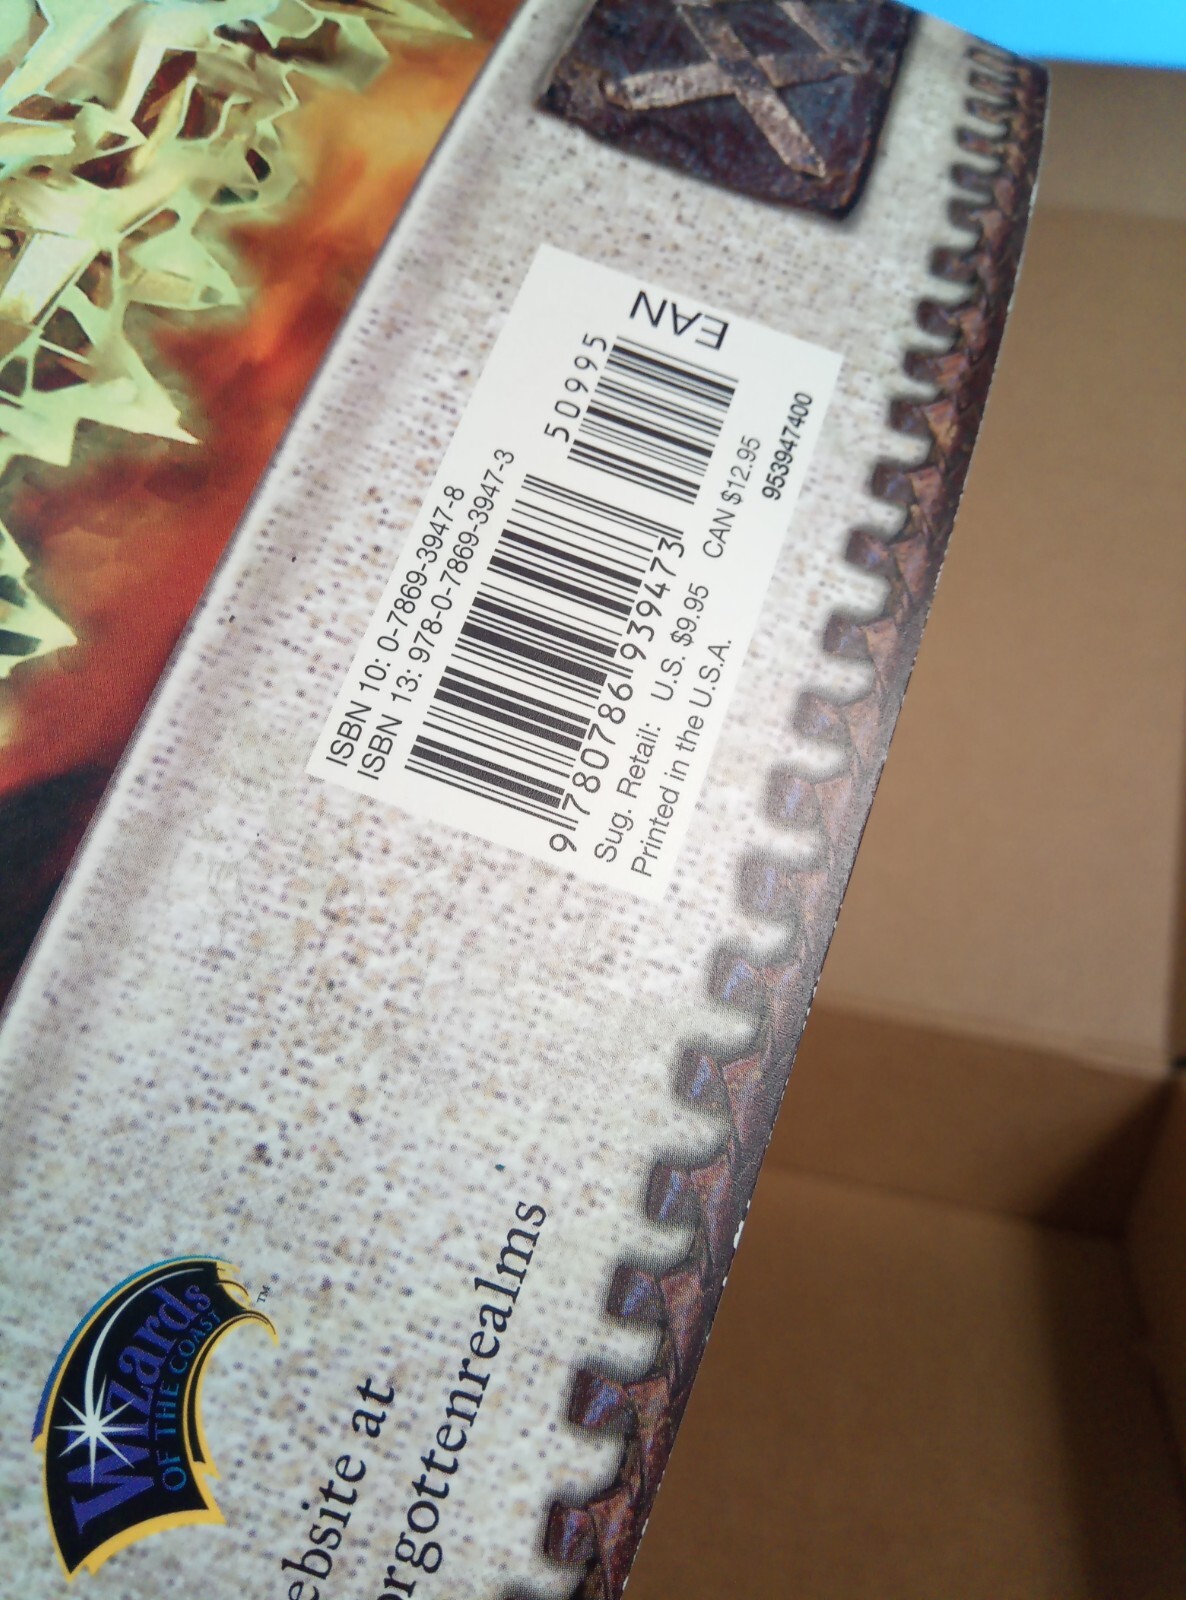 ISBN 10: 0-7869-3947-8
ISBN 13: 978-0-7869-3947-3
50995
EAN
9 780786 939473
Sug. Retail: U.S. $9.95 CAN $12.95
Printed in the U.S.A. 953947400
Wizards
OF THE COAST
TM
ebsite at
orgottenrealms